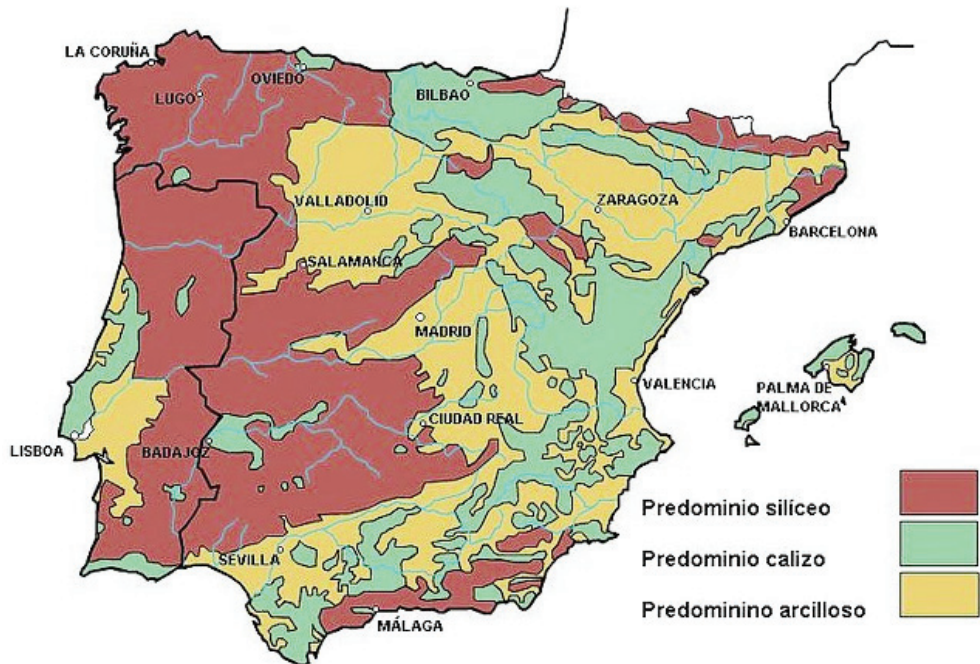 LA CORUÑA
OVIEDO
LUGO
BILBAO
VALLADOLID
ZARAGOZA
BARCELONA
SALAMANCA
MADRID
VALENCIA
PALMA DE
MALLORCA
CIUDAD REAL
LISBOA
BADAJOZ
SEVILLA
MÁLAGA
Predominio silíceo
Predominio calizo
Predominino arcilloso